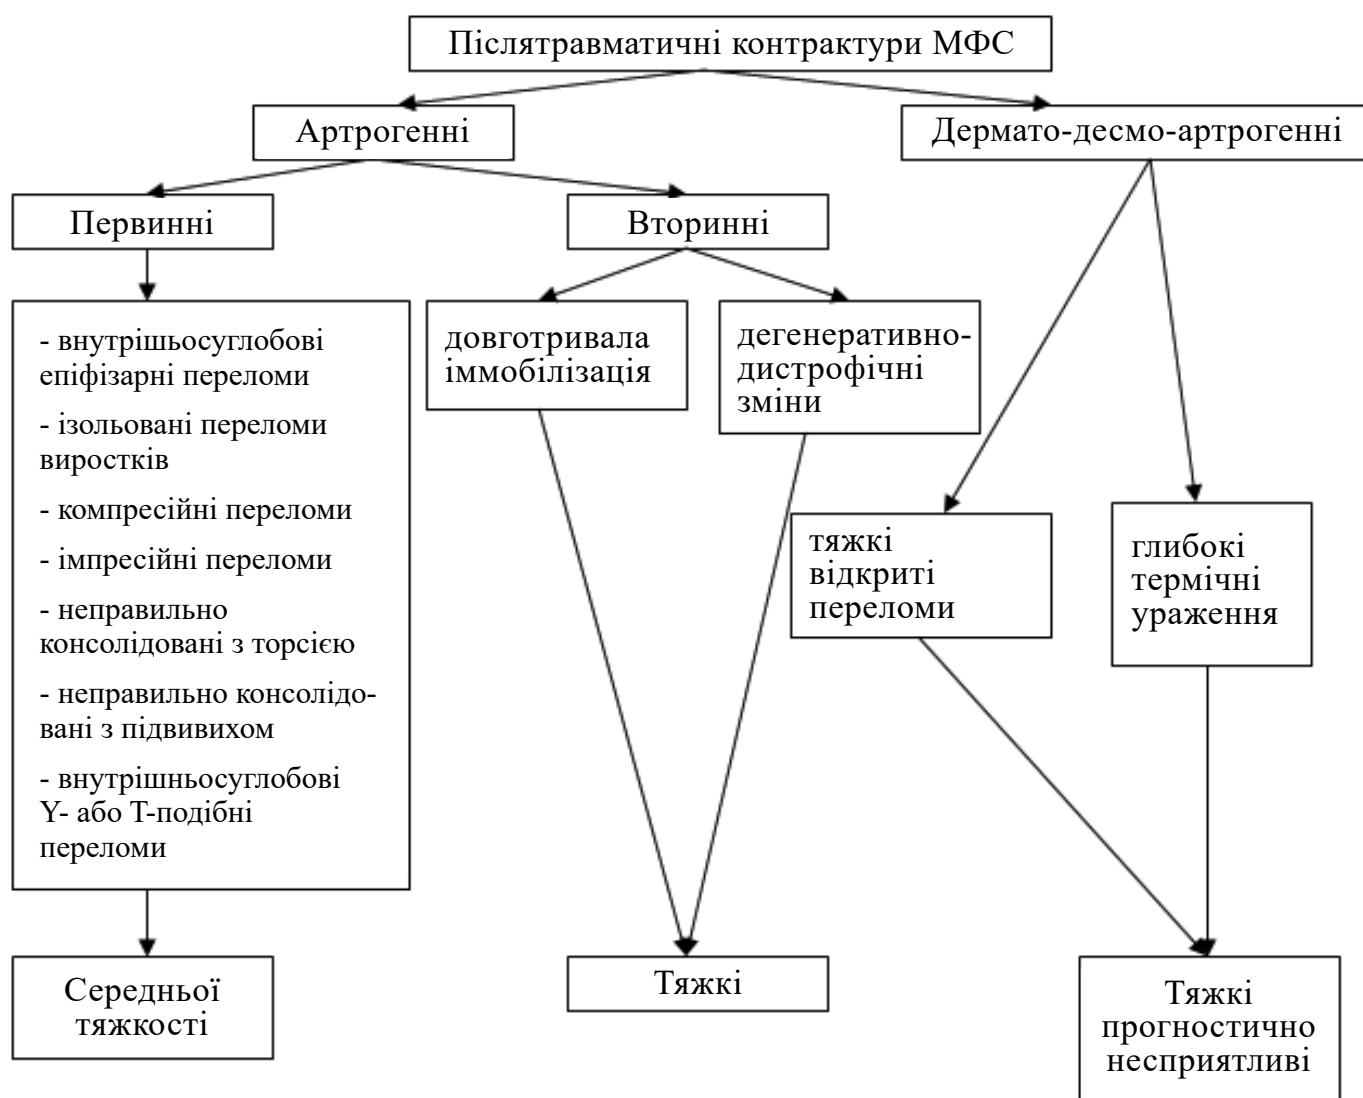 Післятравматичні контрактури МФС
Артрогенні
Дермато-десмо-артрогенні
Первинні
Вторинні
- внутрішьосуглобові
епіфізарні переломи
- ізольовані переломи
виростків
- компресійні переломи
- імпресійні переломи
- неправильно
консолідовані з торсією
- неправильно консолідо-
вані з підвивихом
- внутрішньосуглобові
Y- або Т-подібні
переломи
довготривала
іммобілізація
дегенеративно-
дистрофічні
зміни
тяжкі
відкриті
переломи
глибокі
термічні
ураження
Середньої
тяжкості
Тяжкі
Тяжкі
прогностично
несприятливі